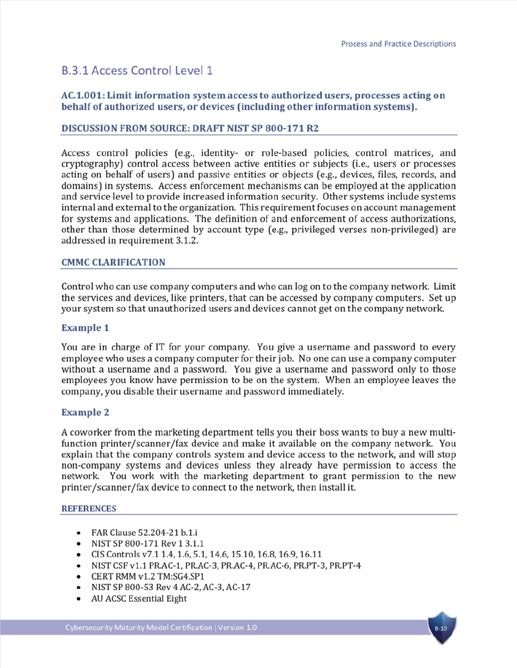 Process and Practice Descriptions
B.3.1 Access Control Level 1
AC.1.001: Limit information system access to authorized users, processes acting on
behalf of authorized users, or devices (including other information systems).
DISCUSSION FROM SOURCE: DRAFT NIST SP 800-171 R2
Access control policies (e.g., identity- or role-based policies, control matrices, and
cryptography) control access between active entities or subjects (i.e., users or processes
acting on behalf of users) and passive entities or objects (e.g., devices, files, records, and
domains) in systems. Access enforcement mechanisms can be employed at the application
and service level to provide increased information security. Other systems include systems
internal and external to the organization. This requirement focuses on account management
for systems and applications. The definition of and enforcement of access authorizations,
other than those determined by account type (e.g., privileged verses non-privileged) are
addressed in requirement 3.1.2.
CMMC CLARIFICATION
Control who can use company computers and who can log on to the company network. Limit
the services and devices, like printers, that can be accessed by company computers. Set up
your system so that unauthorized users and devices cannot get on the company network.
Example 1
You are in charge of IT for your company. You give a username and password to every
employee who uses a company computer for their job. No one can use a company computer
without a username and a password. You give a username and password only to those
employees you know have permission to be on the system. When an employee leaves the
company, you disable their username and password immediately.
Example 2
A coworker from the marketing department tells you their boss wants to buy a new multi-
function printer/scanner/fax device and make it available on the company network. You
explain that the company controls system and device access to the network, and will stop
non-company systems and devices unless they already have permission to access the
network. You work with the marketing department to grant permission to the new
printer/scanner/fax device to connect to the network, then install it.
REFERENCES
• FAR Clause 52.204-21 b.1.i
• NIST SP 800-171 Rev 1 3.1.1
• CIS Controls v7.1 1.4, 1.6, 5.1, 14.6, 15.10, 16.8, 16.9, 16.11
• NIST CSF v1.1 PR.AC-1, PR.AC-3, PR.AC-4, PR.AC-6, PR.PT-3, PR.PT-4
• CERT RMM v1.2 TM:SG4.SP1
• NIST SP 800-53 Rev 4 AC-2, AC-3, AC-17
• AU ACSC Essential Eight
Cybersecurity Maturity Model Certification | Version 1.0
B-10